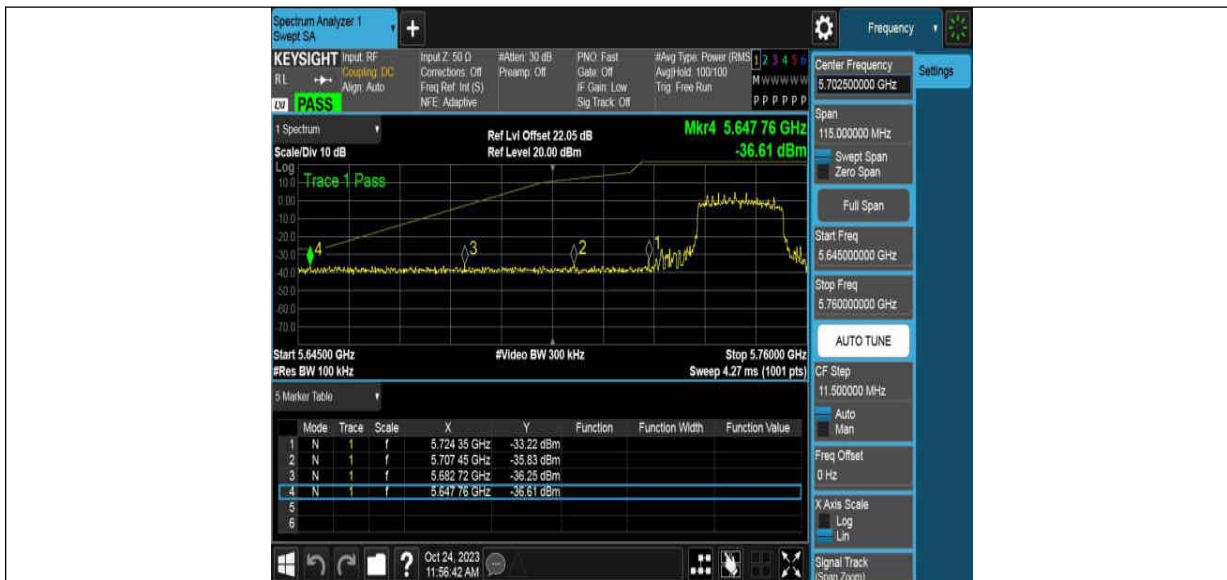 Spectrum Analyzer 1
Swept SA
+
Frequency
KEYSIGHT Input: RF
RL
Coupling: DC
Align: Auto
LXI PASS
Input Z: 50 Ω
Corrections: Off
Freq Ref: Int (S)
NFE: Adaptive
#Atten: 30 dB
Preamp: Off
PNO: Fast
Gate: Off
IF Gain: Low
Sig Track: Off
#Avg Type: Power (RMS
Avg|Hold: 100/100
Trig: Free Run
1 2 3 4 5 6
M W W W W W
P P P P P P
Center Frequency
5.702500000 GHz
Settings
Span
115.000000 MHz
Swept Span
Zero Span
Full Span
Start Freq
5.645000000 GHz
Stop Freq
5.760000000 GHz
AUTO TUNE
CF Step
11.500000 MHz
Auto
Man
Freq Offset
0 Hz
X Axis Scale
Log
Lin
Signal Track
(Span Zoom)
1 Spectrum
Scale/Div 10 dB
Ref Lvl Offset 22.05 dB
Ref Level 20.00 dBm
Mkr4 5.647 76 GHz
-36.61 dBm
Log
Trace 1 Pass
10.0
0.00
-10.0
-20.0
-30.0
-40.0
-50.0
-60.0
-70.0
4
3
2
1
Start 5.64500 GHz
#Video BW 300 kHz
Stop 5.76000 GHz
#Res BW 100 kHz
Sweep 4.27 ms (1001 pts)
5 Marker Table
Mode Trace Scale X Y Function Function Width Function Value
1 N 1 f 5.724 35 GHz -33.22 dBm
2 N 1 f 5.707 45 GHz -35.83 dBm
3 N 1 f 5.682 72 GHz -36.25 dBm
4 N 1 f 5.647 76 GHz -36.61 dBm
5
6
?
Oct 24, 2023
11:56:42 AM